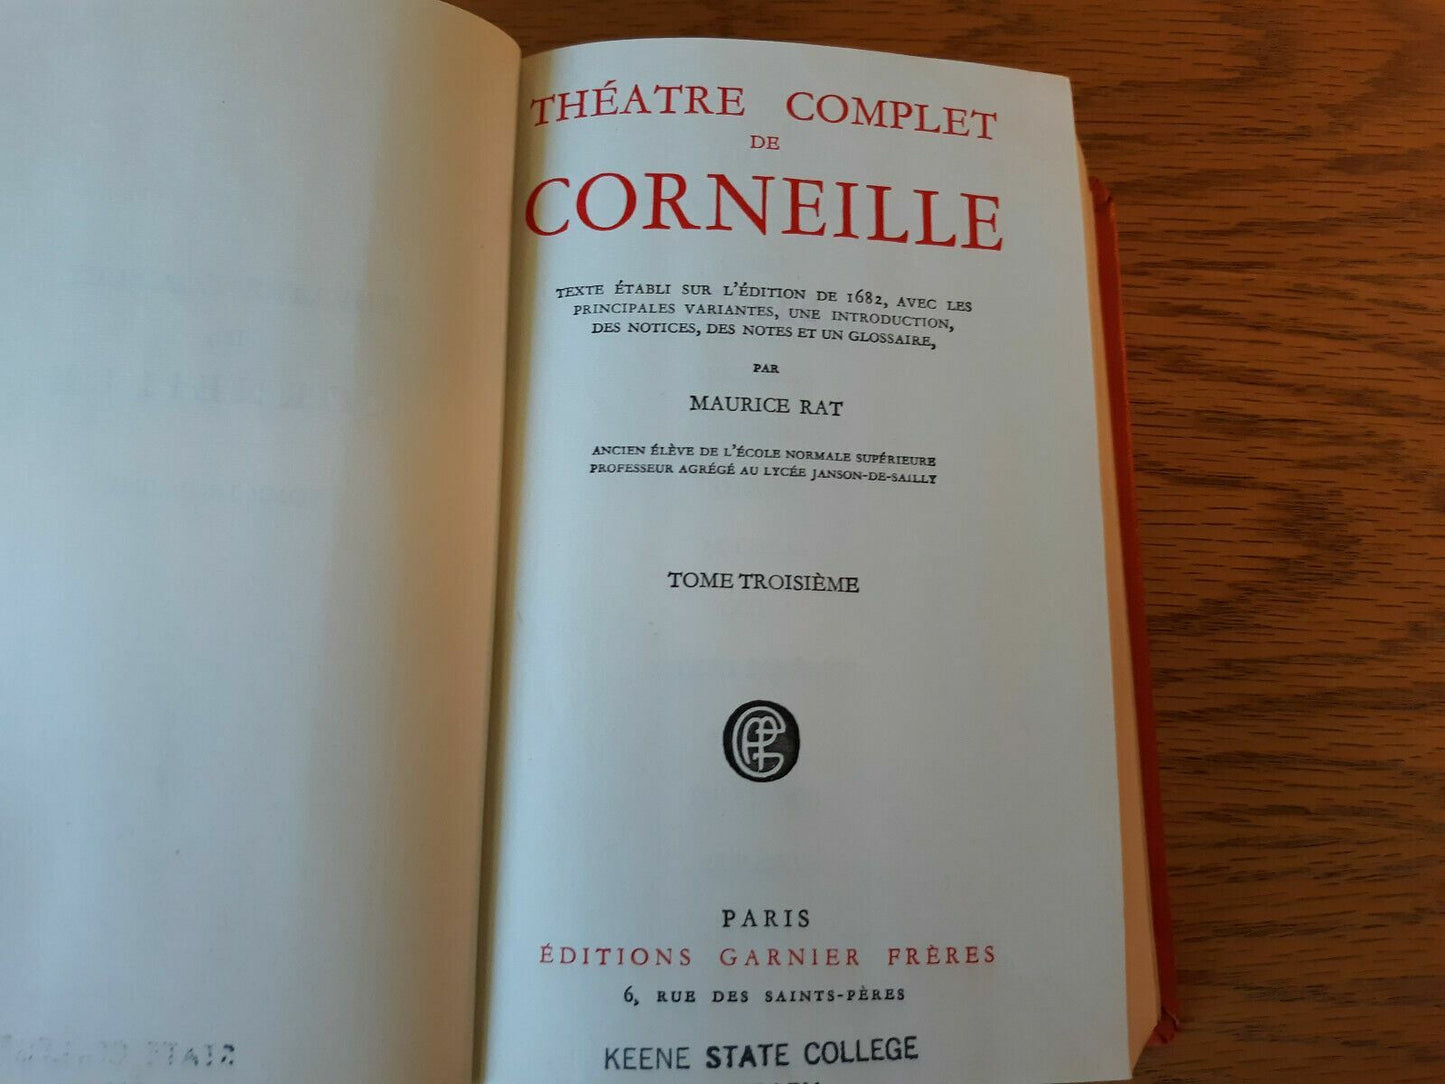 THÉATRE COMPLET
DE
CORNEILLE
TEXTE ÉTABLI SUR L'ÉDITION DE 1682, AVEC LES
PRINCIPALES VARIANTES, UNE INTRODUCTION,
DES NOTICES, DES NOTES ET UN GLOSSAIRE,
PAR
MAURICE RAT
ANCIEN ÉLÈVE DE L'ÉCOLE NORMALE SUPÉRIEURE
PROFESSEUR AGRÉGÉ AU LYCÉE JANSON-DE-SAILLY
TOME TROISIÈME
PARIS
ÉDITIONS GARNIER FRÈRES
6, RUE DES SAINTS-PÈRES
KEENE STATE COLLEGE